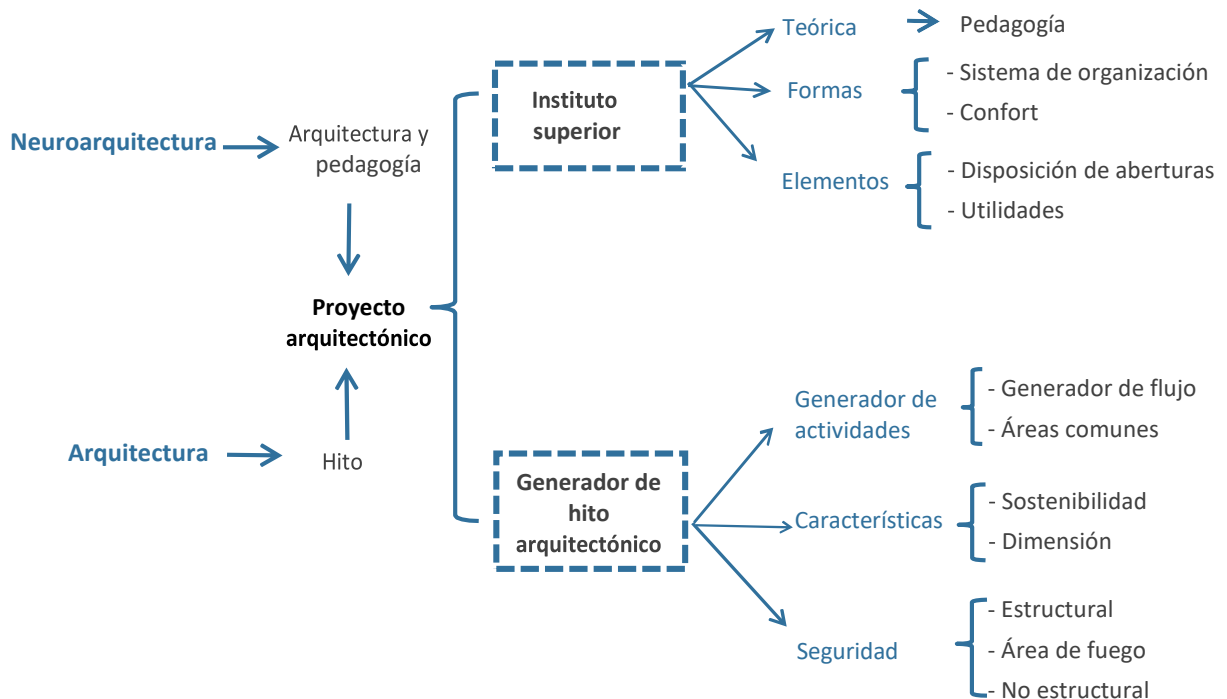 Neuroarquitectura
Arquitectura y
pedagogía
Proyecto
arquitectónico
Arquitectura
Hito
Instituto
superior
Teórica
Pedagogía
Formas
- Sistema de organización
- Confort
Elementos
- Disposición de aberturas
- Utilidades
Generador de
hito
arquitectónico
Generador de
actividades
- Generador de flujo
- Áreas comunes
Características
- Sostenibilidad
- Dimensión
Seguridad
- Estructural
- Área de fuego
- No estructural